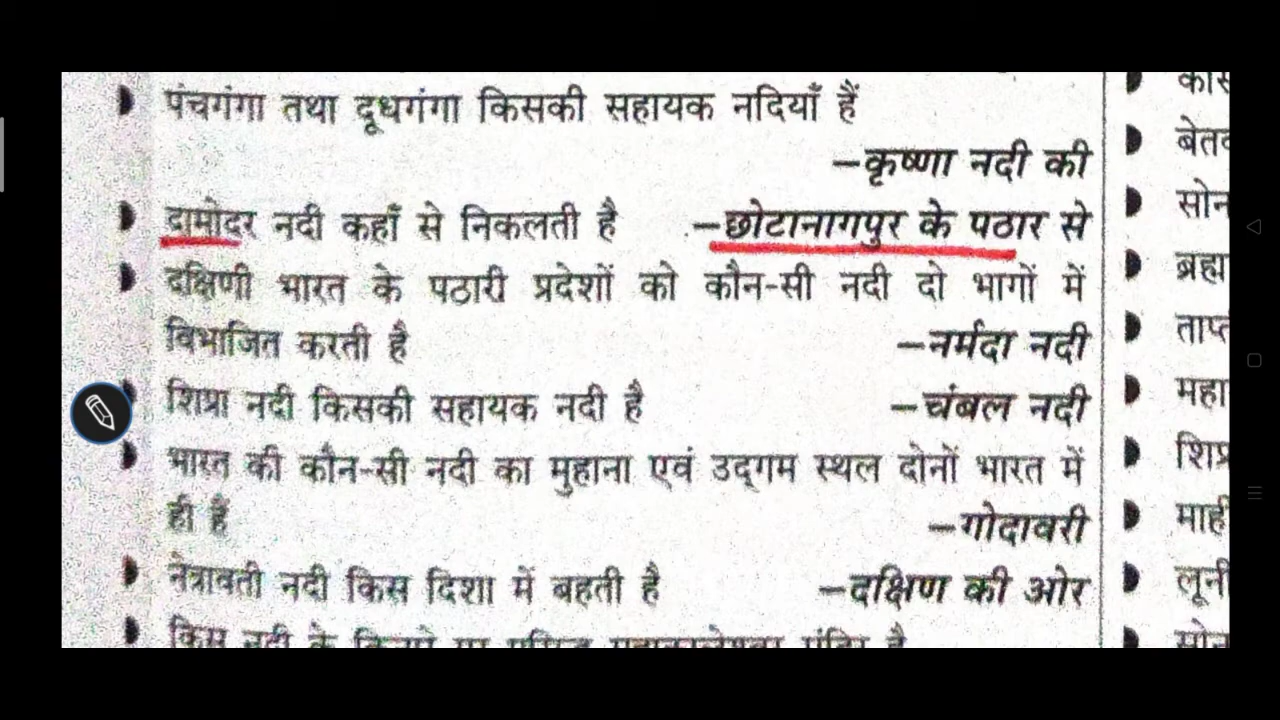 पंचगंगा तथा दूधगंगा किसकी सहायक नदियाँ हैं
–कृष्णा नदी की
दामोदर नदी कहाँ से निकलती है –छोटानागपुर के पठार से
दक्षिणी भारत के पठारी प्रदेशों को कौन-सी नदी दो भागों में
विभाजित करती है –नर्मदा नदी
शिप्रा नदी किसकी सहायक नदी है –चंबल नदी
भारत की कौन-सी नदी का मुहाना एवं उद्‌गम स्थल दोनों भारत में
ही हैं –गोदावरी
नेत्रावती नदी किस दिशा में बहती है –दक्षिण की ओर
सोन
ब्रह्म
महा
लूनी